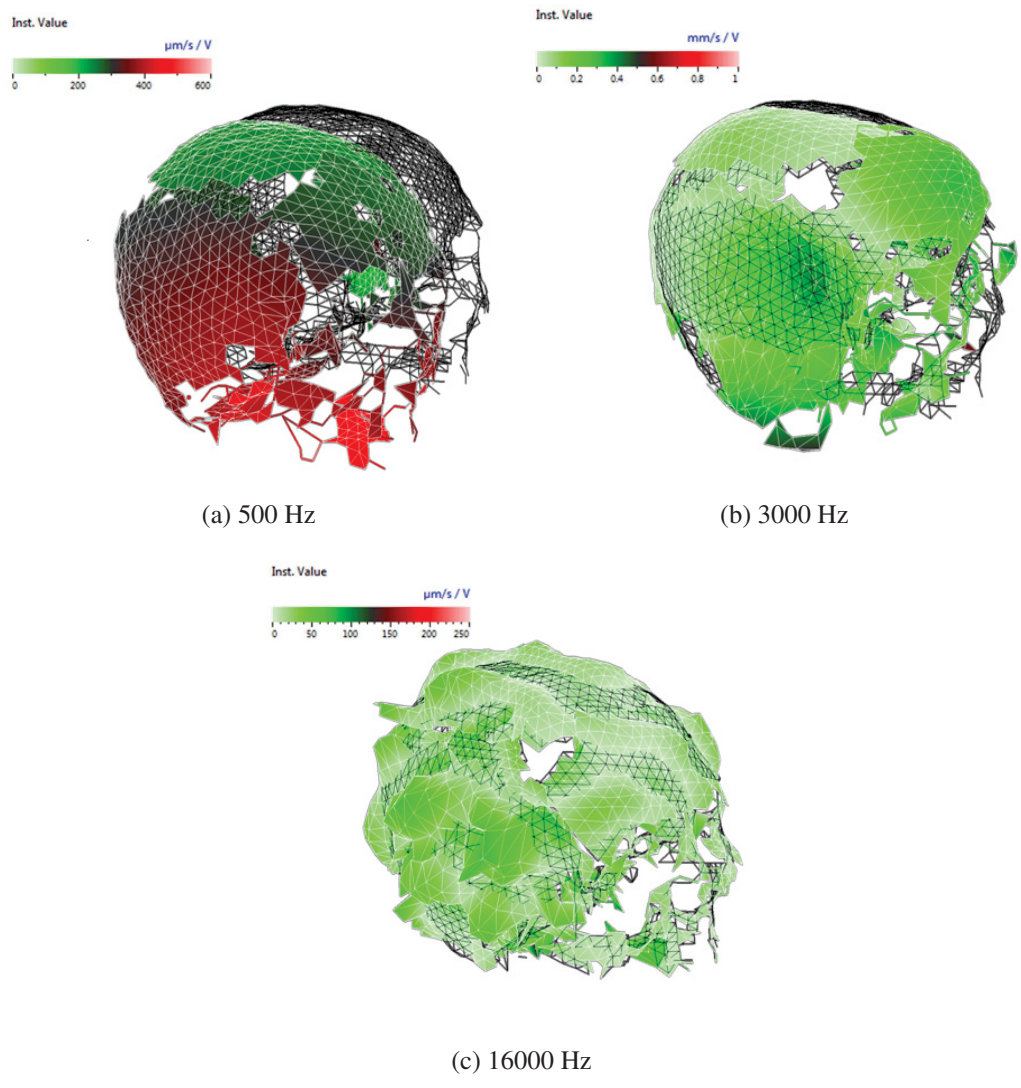 Inst. Value
µm/s / V
0 200 400 600
(a) 500 Hz
Inst. Value
mm/s / V
0 0.2 0.4 0.6 0.8 1
(b) 3000 Hz
Inst. Value
µm/s / V
0 50 100 150 200 250
(c) 16000 Hz